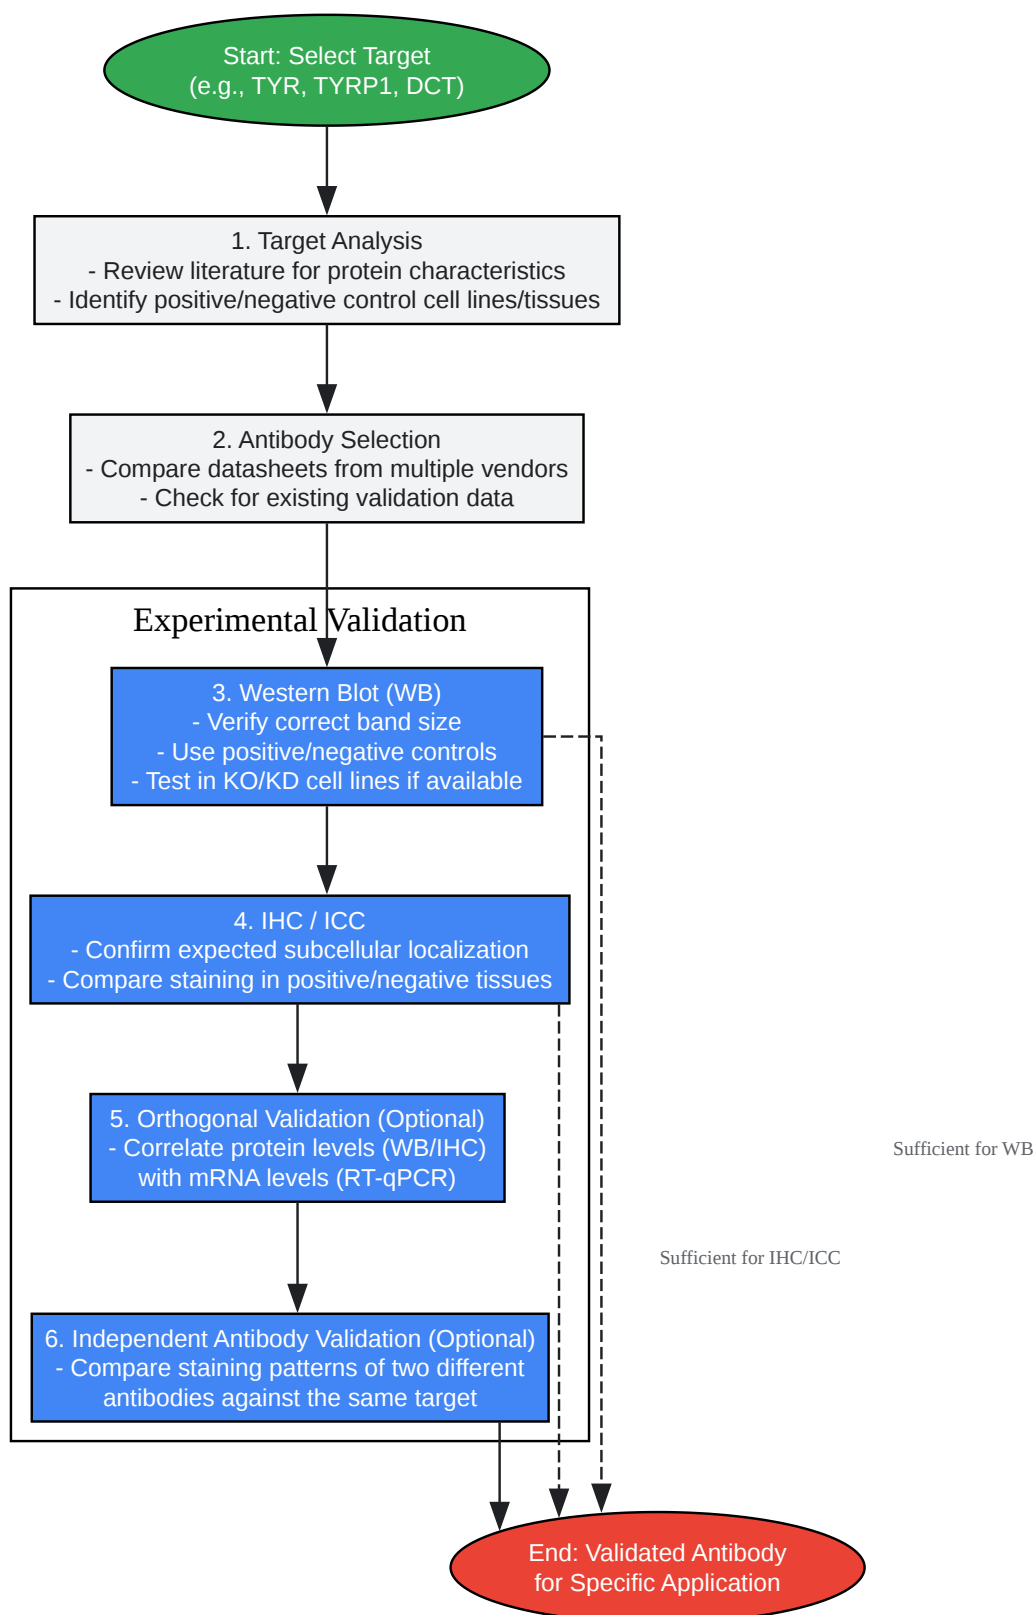 Start: Select Target
(e.g., TYR, TYRP1, DCT)
1. Target Analysis
- Review literature for protein characteristics
- Identify positive/negative control cell lines/tissues
2. Antibody Selection
- Compare datasheets from multiple vendors
- Check for existing validation data
Experimental Validation
3. Western Blot (WB)
- Verify correct band size
- Use positive/negative controls
- Test in KO/KD cell lines if available
4. IHC / ICC
- Confirm expected subcellular localization
- Compare staining in positive/negative tissues
5. Orthogonal Validation (Optional)
- Correlate protein levels (WB/IHC)
with mRNA levels (RT-qPCR)
Sufficient for WB
Sufficient for IHC/ICC
6. Independent Antibody Validation (Optional)
- Compare staining patterns of two different
antibodies against the same target
End: Validated Antibody
for Specific Application